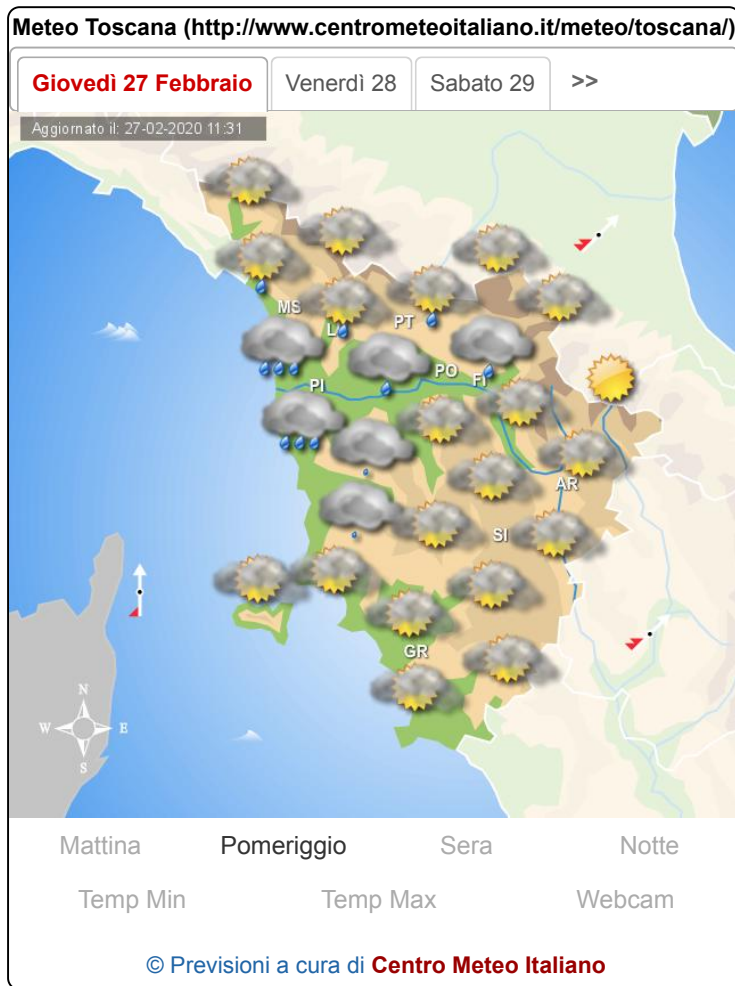 Meteo Toscana (http://www.centrometeoitaliano.it/meteo/toscana/)
Giovedì 27 Febbraio Venerdì 28 Sabato 29 >>
Aggiornato il: 27-02-2020 11:31
MS
PT
PO
FI
PI
AR
SI
GR
N
W E
S
Mattina Pomeriggio Sera Notte
Temp Min Temp Max Webcam
© Previsioni a cura di Centro Meteo Italiano